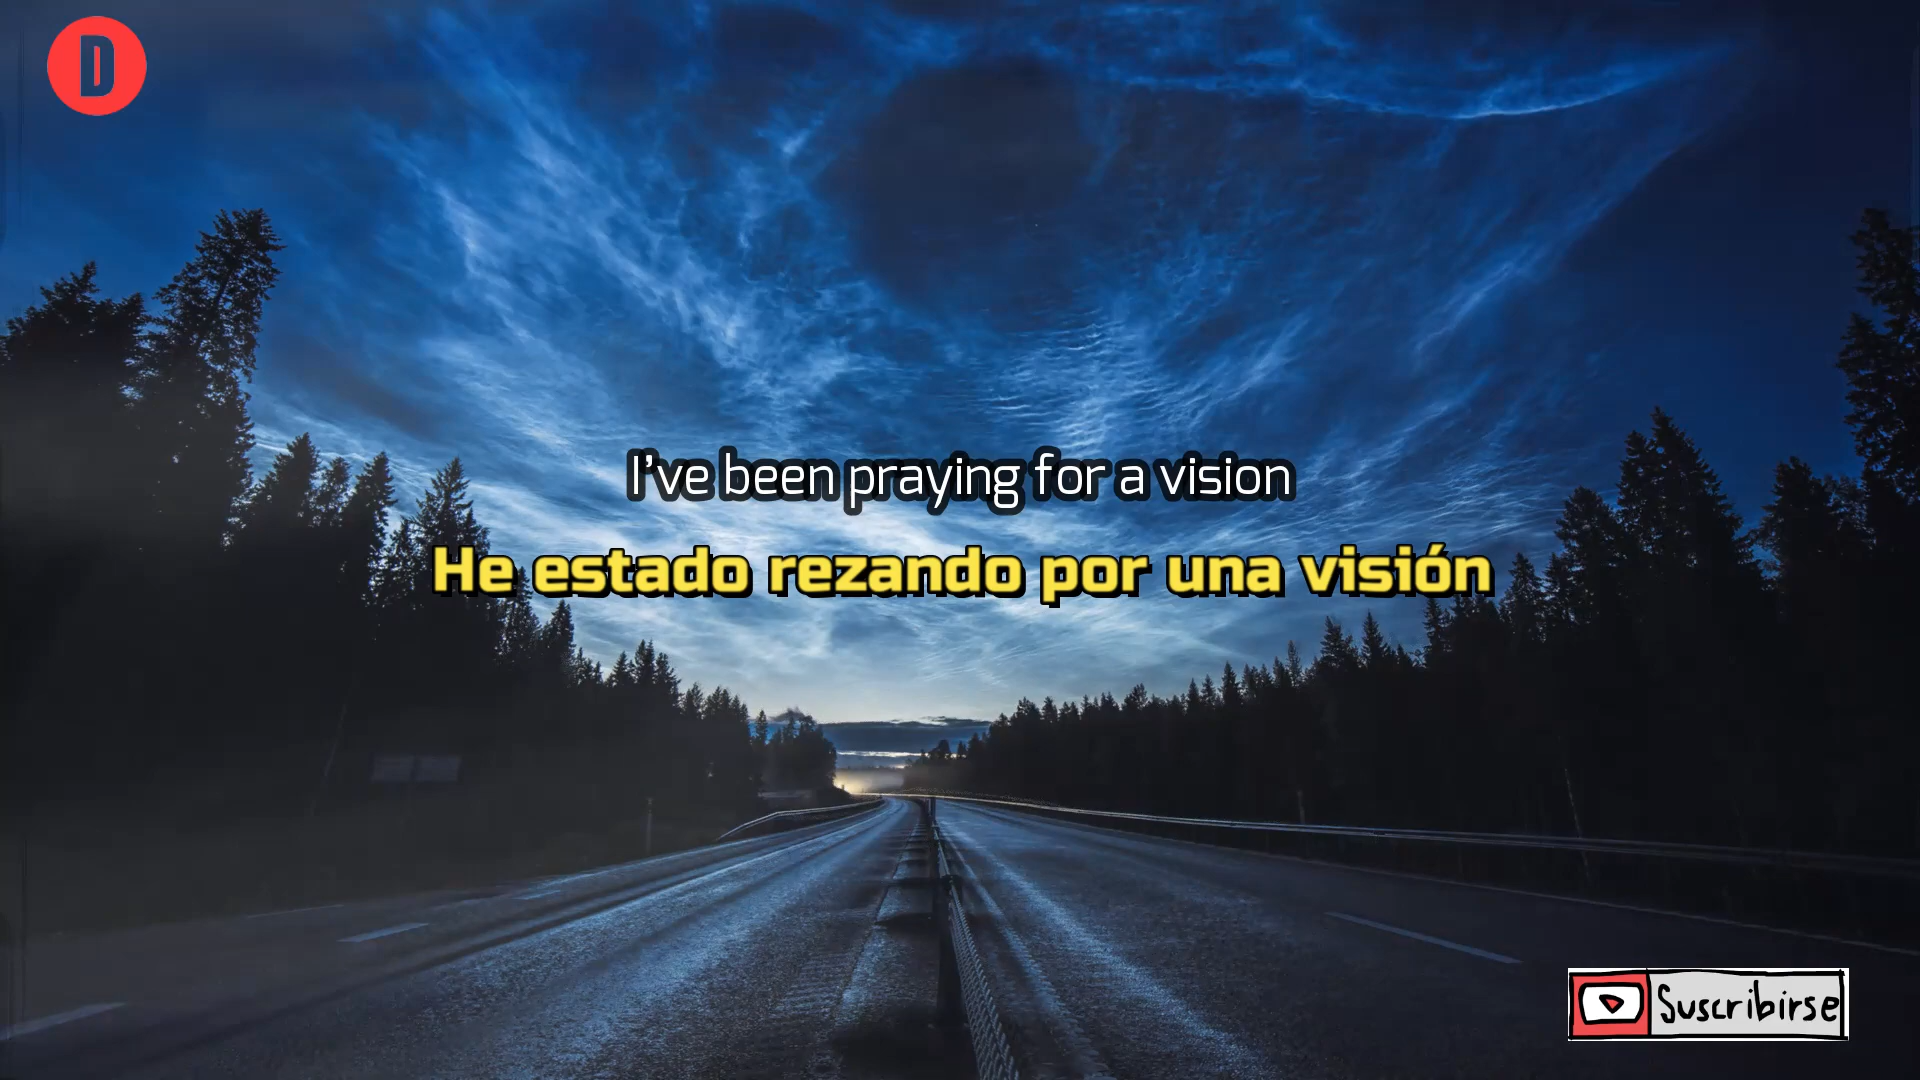 D
I've been praying for a vision
He estado rezando por una visión
Suscribirse